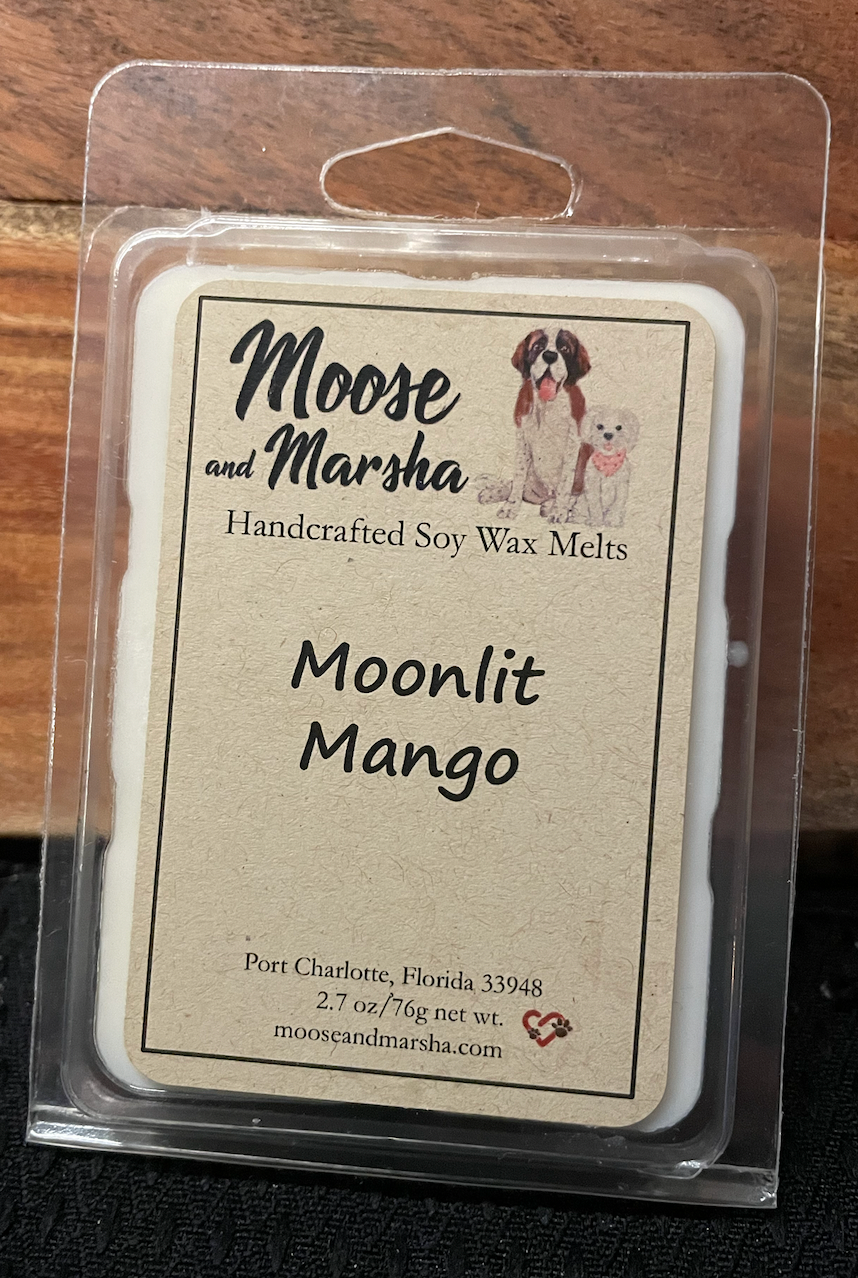 Moose
and Marsha
Handcrafted Soy Wax Melts
Moonlit
Mango
Port Charlotte, Florida 33948
2.7 oz/76g net wt.
mooseandmarsha.com